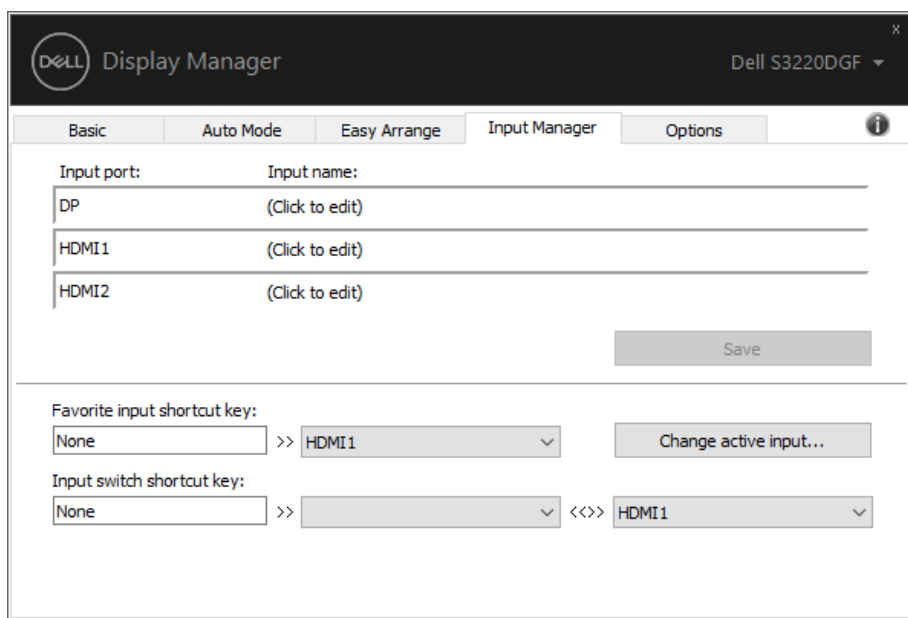 x
DELL Display Manager Dell S3220DGF
Basic Auto Mode Easy Arrange Input Manager Options i
Input port: Input name:
DP (Click to edit)
HDMI1 (Click to edit)
HDMI2 (Click to edit)
Save
Favorite input shortcut key:
None >> HDMI1 Change active input...
Input switch shortcut key:
None >> <<>> HDMI1